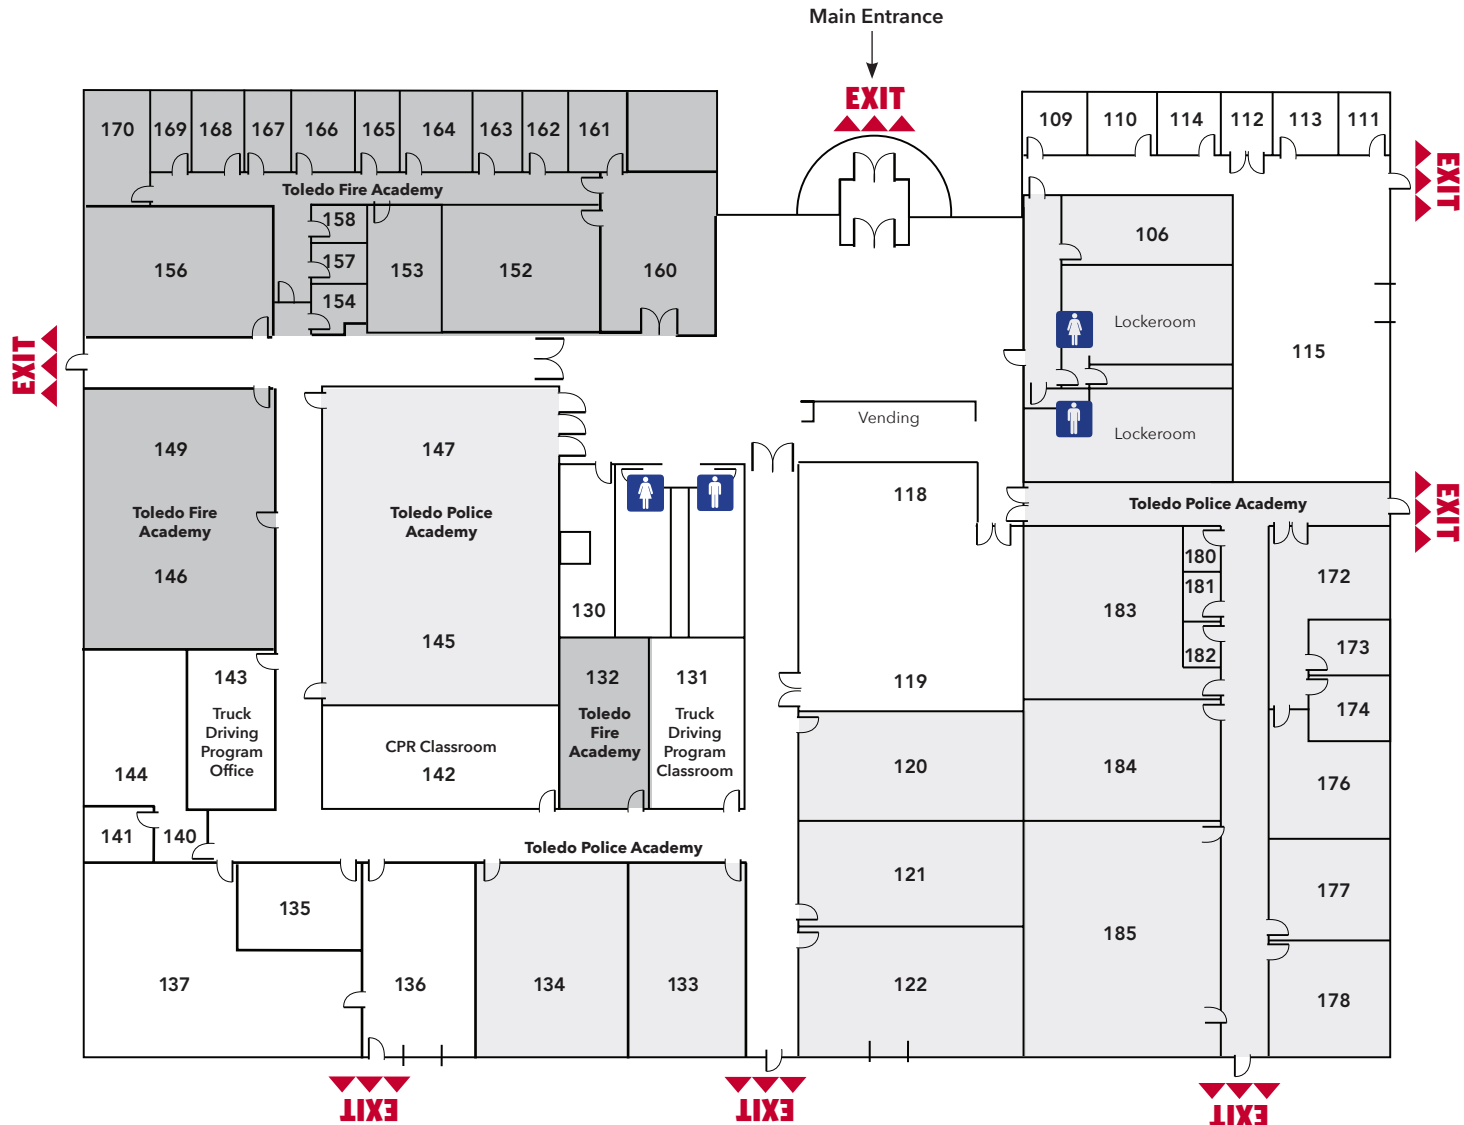 Main Entrance
EXIT
170
169
168
167
166
165
164
163
162
161
109
110
114
112
113
111
EXIT
Toledo Fire Academy
158
106
156
157
153
152
160
154
Lockeroom
115
EXIT
Vending
Lockeroom
149
147
118
Toledo Fire
Academy
Toledo Police
Academy
Toledo Police Academy
EXIT
146
130
180
181
183
172
182
173
145
143
132
131
119
174
Truck
Driving
Program
Office
Toledo
Fire
Academy
Truck
Driving
Program
Classroom
CPR Classroom
142
144
120
184
176
141
140
Toledo Police Academy
121
177
135
185
137
136
134
133
122
178
EXIT
EXIT
EXIT